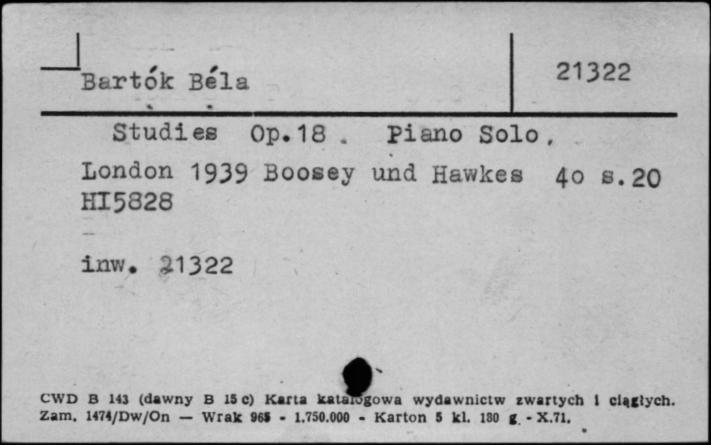 Bartók Béla
21322
Studies Op.18. Piano Solo.
London 1939 Boosey und Hawkes 4o s.20
HI5828
inw. 21322
CWD B 143 (dawny B 15 c) Karta katalogowa wydawnictw zwartych i ciągłych.
Zam. 1474/Dw/On — Wrak 965 - 1.750.000 - Karton 5 kl. 180 g. - X.71.